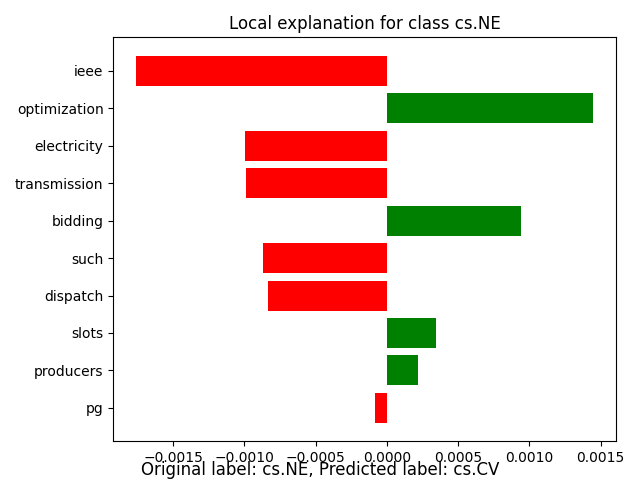 Local explanation for class cs.NE
ieee
optimization
electricity
transmission
bidding
such
dispatch
slots
producers
pg
−0.0015 −0.0010 −0.0005 0.0000 0.0005 0.0010 0.0015
Original label: cs.NE, Predicted label: cs.CV